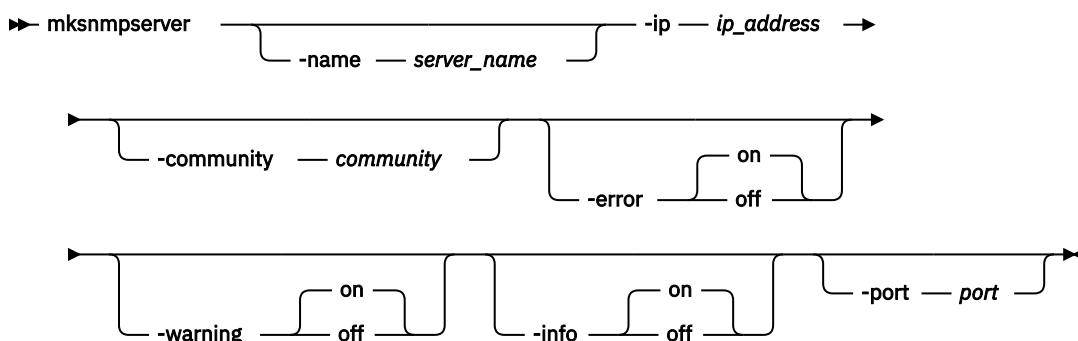 mksnmpserver -name server_name -ip ip_address
-community community -error on off
-warning on off -info on off -port port